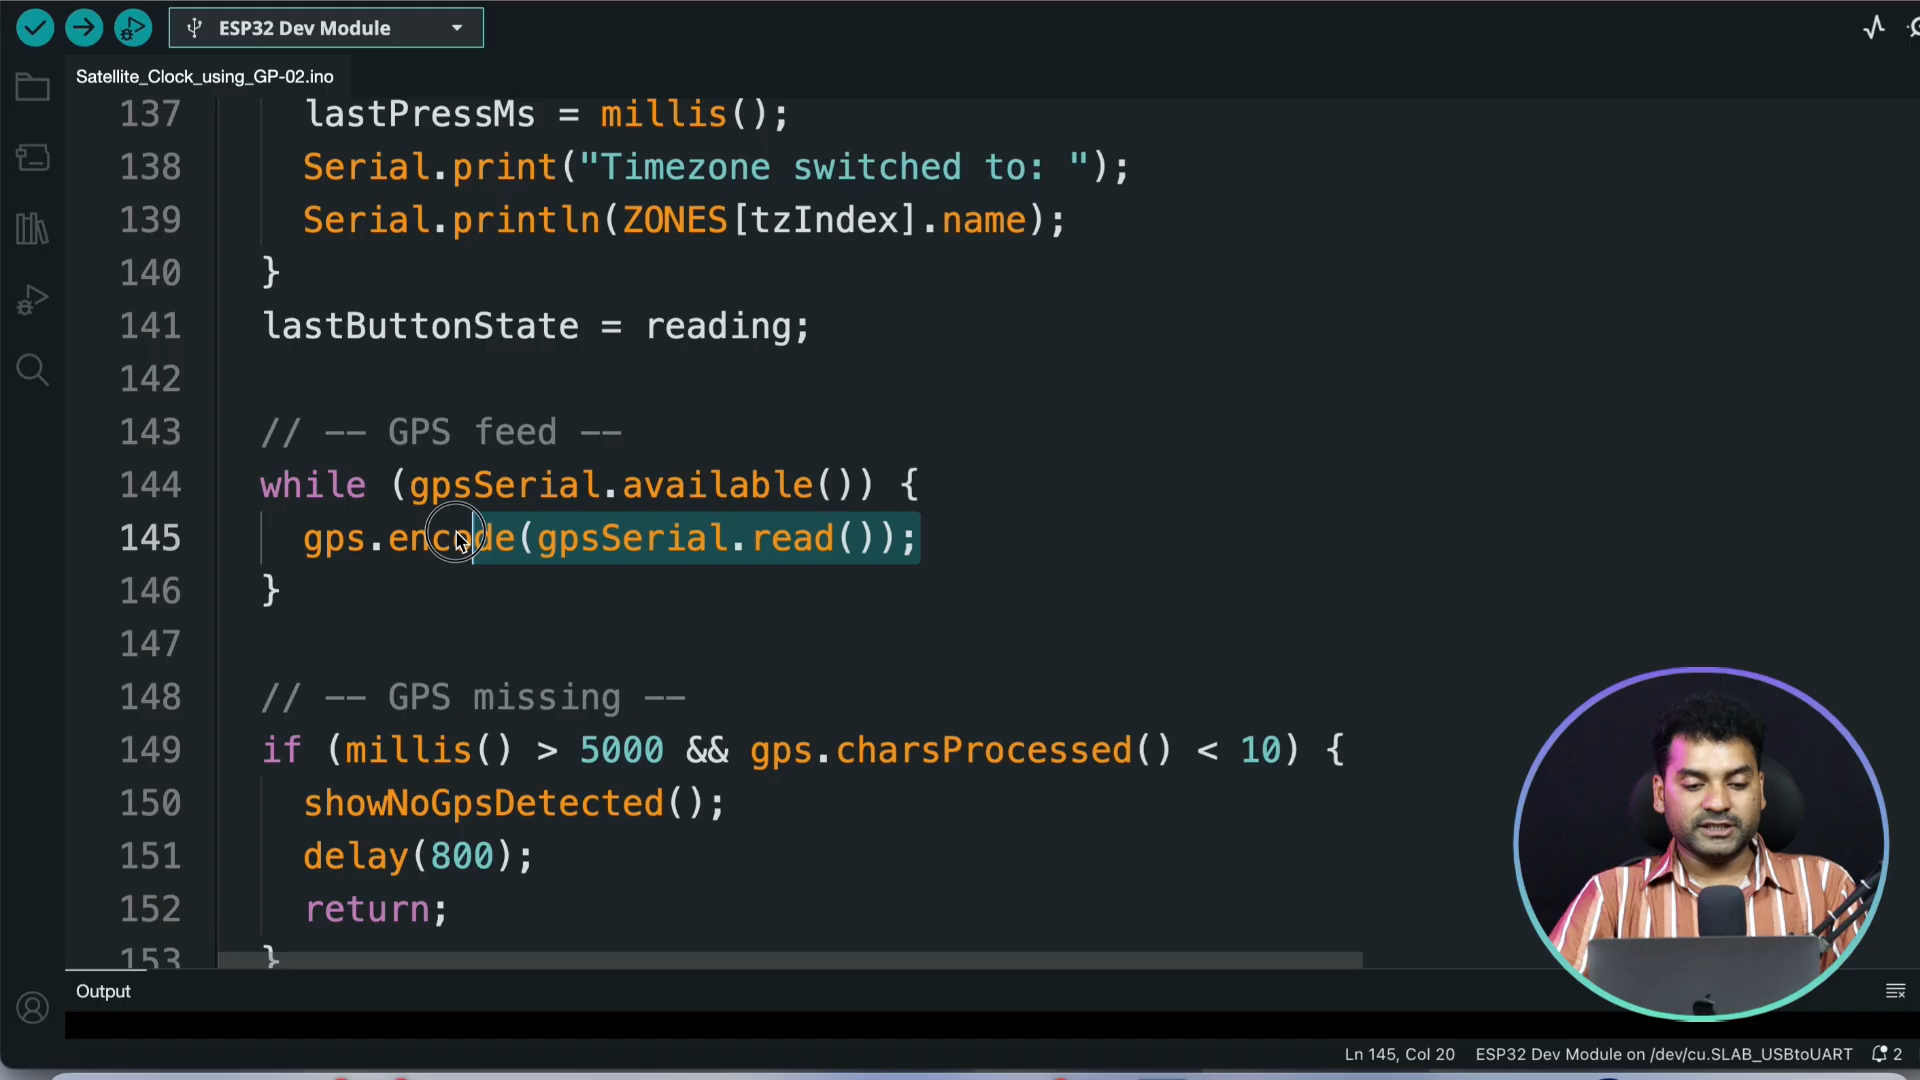 ESP32 Dev Module
Satellite_Clock_using_GP-02.ino
137 lastPressMs = millis();
138 Serial.print("Timezone switched to: ");
139 Serial.println(ZONES[tzIndex].name);
140 }
141 lastButtonState = reading;
142
143 // -- GPS feed --
144 while (gpsSerial.available()) {
145 gps.encode(gpsSerial.read());
146 }
147
148 // -- GPS missing --
149 if (millis() > 5000 && gps.charsProcessed() < 10) {
150 showNoGpsDetected();
151 delay(800);
152 return;
153 }
Output
Ln 145, Col 20 ESP32 Dev Module on /dev/cu.SLAB_USBtoUART 2